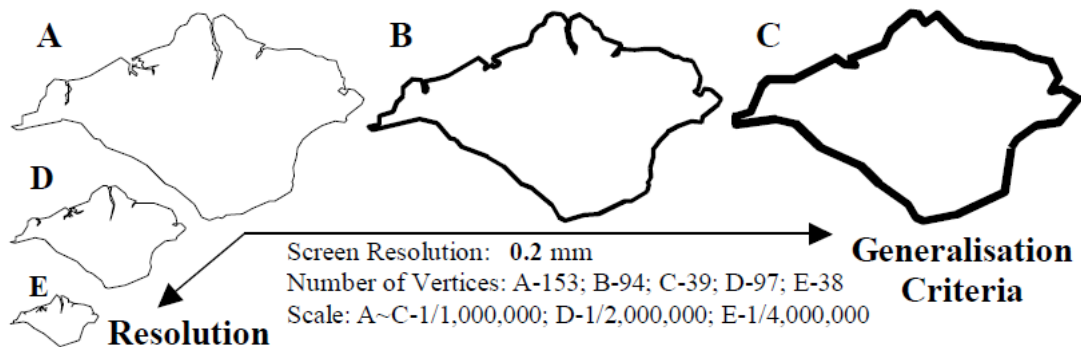 A
B
C
D
E
Resolution
Screen Resolution: 0.2 mm
Number of Vertices: A-153; B-94; C-39; D-97; E-38
Scale: A~C-1/1,000,000; D-1/2,000,000; E-1/4,000,000
Generalisation
Criteria